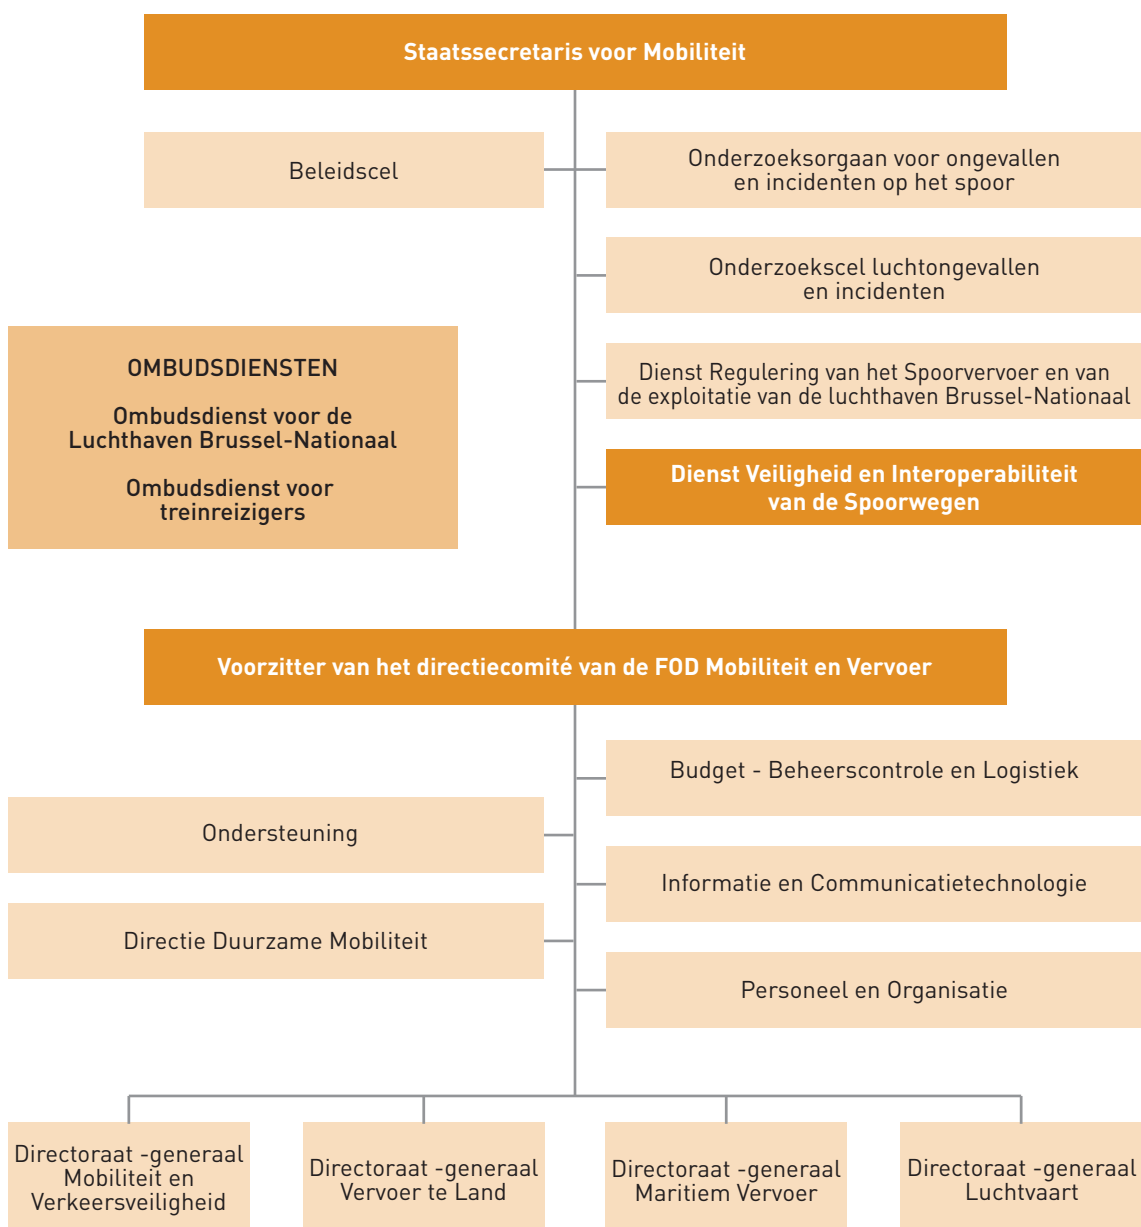 Staatssecretaris voor Mobiliteit
Beleidscel
Onderzoeksorgaan voor ongevallen
en incidenten op het spoor
Onderzoekscel luchtongevallen
en incidenten
OMBUDSDIENSTEN
Ombudsdienst voor de
Luchthaven Brussel-Nationaal
Ombudsdienst voor
treinreizigers
Dienst Regulering van het Spoorvervoer en van
de exploitatie van de luchthaven Brussel-Nationaal
Dienst Veiligheid en Interoperabiliteit
van de Spoorwegen
Voorzitter van het directiecomité van de FOD Mobiliteit en Vervoer
Budget - Beheerscontrole en Logistiek
Ondersteuning
Informatie en Communicatietechnologie
Directie Duurzame Mobiliteit
Personeel en Organisatie
Directoraat -generaal
Mobiliteit en
Verkeersveiligheid
Directoraat -generaal
Vervoer te Land
Directoraat -generaal
Maritiem Vervoer
Directoraat -generaal
Luchtvaart